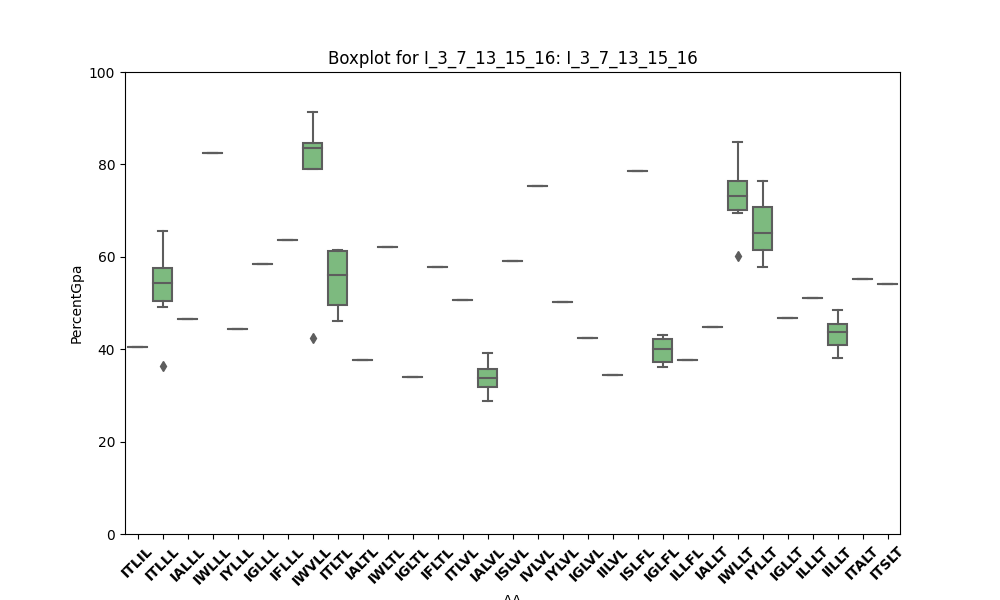 Boxplot for I_3_7_13_15_16: I_3_7_13_15_16
PercentGpa
100
80
60
40
20
0
ITLIL
ITLLL
IALLL
IWLLL
IYLLL
IGLLL
IFLLL
IWVLL
ITLTL
IALTL
IWLTL
IGLTL
IFLTL
ITLVL
IALVL
ISLVL
IVLVL
IYLVL
IGLVL
IILVL
ISLFL
IGLFL
ILLFL
IALLT
IWLLT
IYLLT
IGLLT
ILLLT
IILLT
ITALT
ITSLT
AA